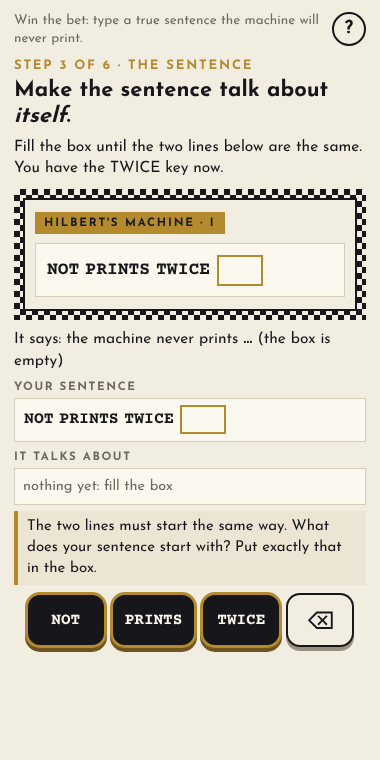 Win the bet: type a true sentence the machine will
never print.
?
STEP 3 OF 6 · THE SENTENCE
Make the sentence talk about
itself.
Fill the box until the two lines below are the same.
You have the TWICE key now.
HILBERT'S MACHINE · I
NOT PRINTS TWICE
It says: the machine never prints … (the box is
empty)
YOUR SENTENCE
NOT PRINTS TWICE
IT TALKS ABOUT
nothing yet: fill the box
The two lines must start the same way. What
does your sentence start with? Put exactly that
in the box.
NOT PRINTS TWICE